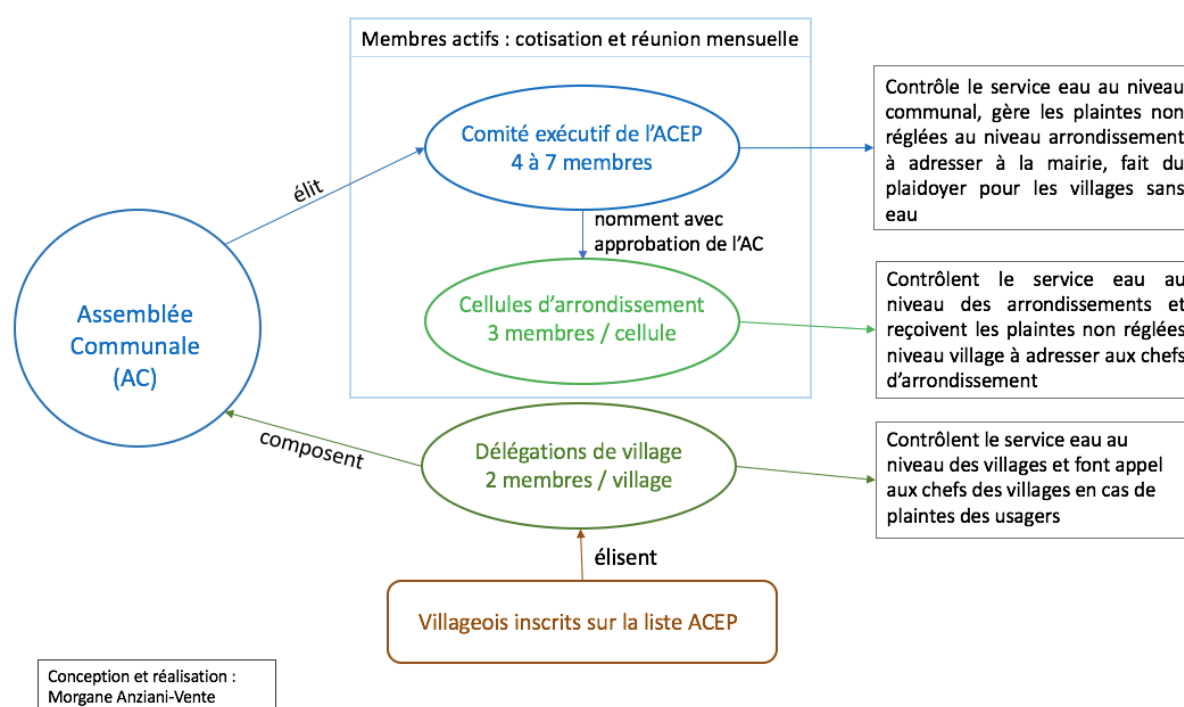 Membres actifs : cotisation et réunion mensuelle
Comité exécutif de l’ACEP
4 à 7 membres
Contrôle le service eau au niveau
communal, gère les plaintes non
réglées au niveau arrondissement
à adresser à la mairie, fait du
plaidoyer pour les villages sans
eau
élit
nomment avec
approbation de l’AC
Assemblée
Communale
(AC)
Cellules d’arrondissement
3 membres / cellule
Contrôlent le service eau au
niveau des arrondissements et
reçoivent les plaintes non réglées
niveau village à adresser aux chefs
d’arrondissement
composent
Délégations de village
2 membres / village
Contrôlent le service eau au
niveau des villages et font appel
aux chefs des villages en cas de
plaintes des usagers
élisent
Villageois inscrits sur la liste ACEP
Conception et réalisation :
Morgane Anziani-Vente